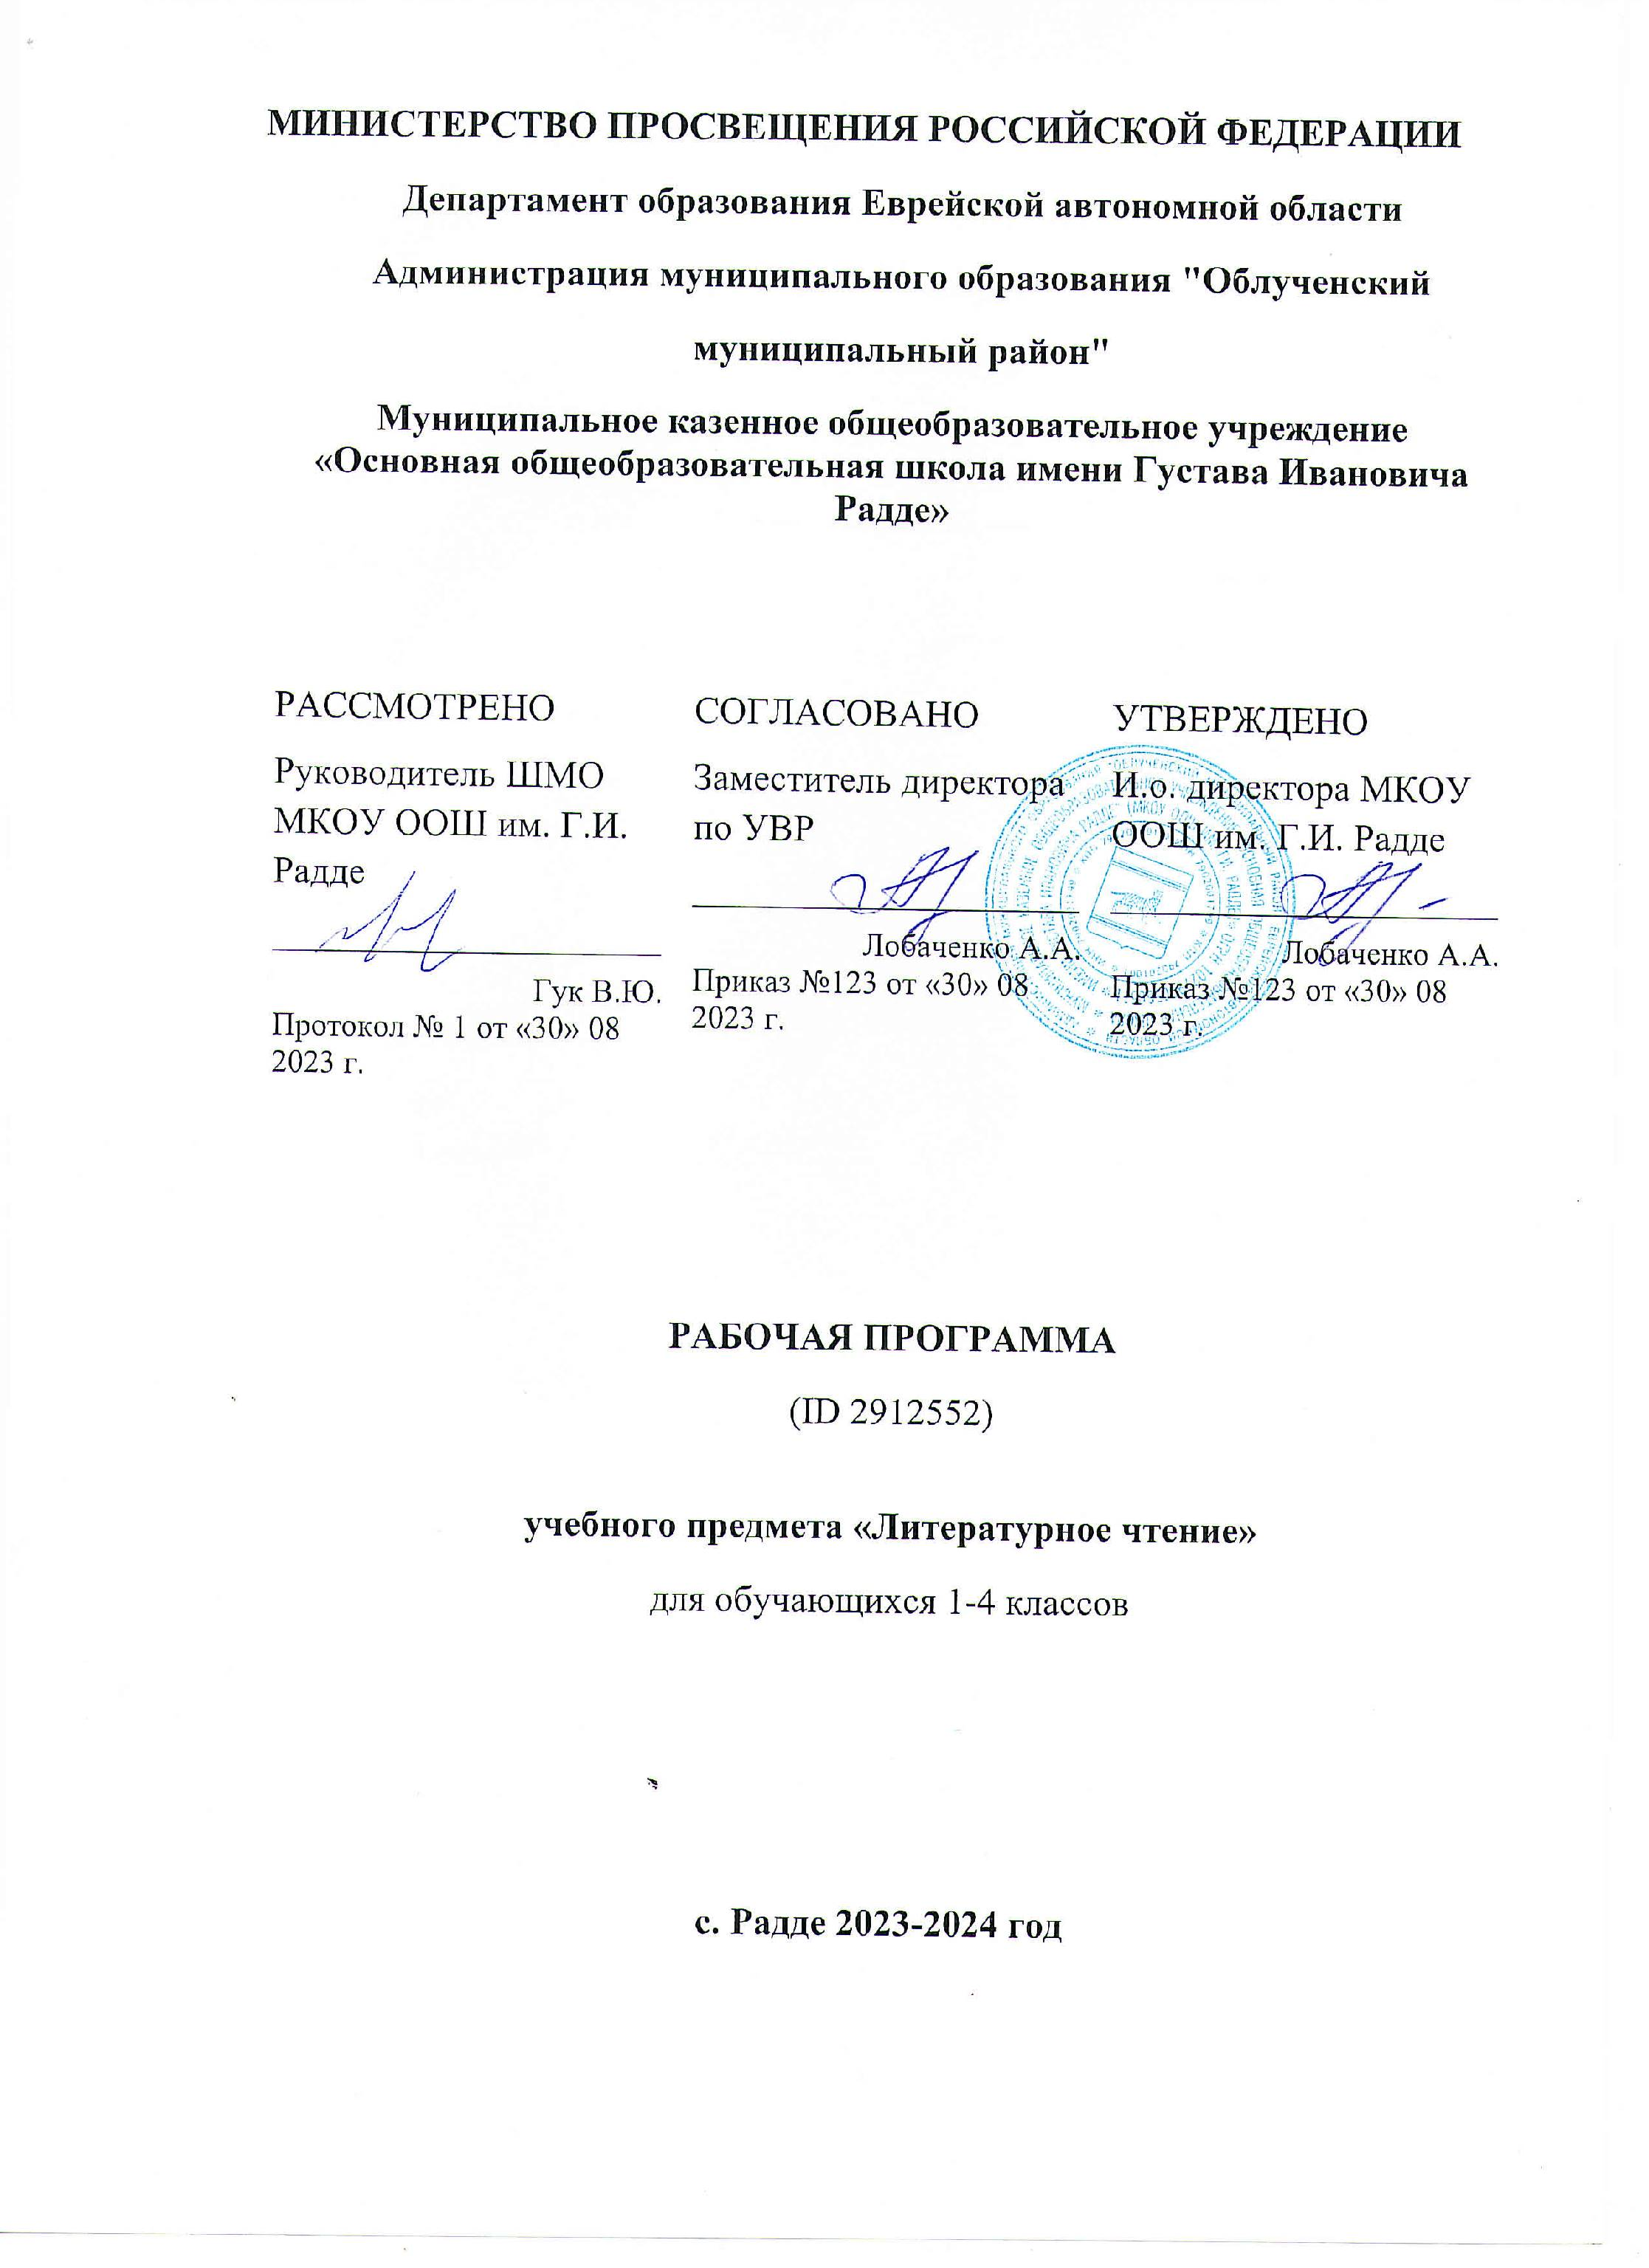 МИНИСТЕРСТВО ПРОСВЕЩЕНИЯ РОССИЙСКОЙ ФЕДЕРАЦИИ
Департамент образования Еврейской автономной области
Администрация муниципального образования "Облученский
муниципальный район"
Муниципальное казенное общеобразовательное учреждение
«Основная общеобразовательная школа имени Густава Ивановича
Радде»
РАССМОТРЕНО
Руководитель ШМО
МКОУ ООШ им. Г.И.
Радде
Гук В.Ю.
Протокол № 1 от «30» 08
2023 г.
СОГЛАСОВАНО
Заместитель директора
по УВР
Лобаченко А.А.
Приказ №123 от «30» 08
2023 г.
УТВЕРЖДЕНО
И.о. директора МКОУ
ООШ им. Г.И. Радде
Лобаченко А.А.
Приказ №123 от «30» 08
2023 г.
РАБОЧАЯ ПРОГРАММА
(ID 2912552)
учебного предмета «Литературное чтение»
для обучающихся 1-4 классов
с. Радде 2023-2024 год